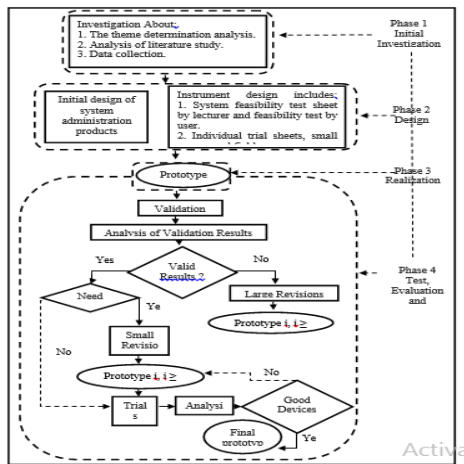 Investigation About;
1. The theme determination analysis.
2. Analysis of literature study.
3. Data collection.
Phase 1
Initial
Investigation
Initial design of
system
administration
products
Instrument design includes;
1. System feasibility test sheet
by lecturer and feasibility test by
user.
2. Individual trial sheets, small
Phase 2
Design
Prototype
Phase 3
Realization
Validation
Analysis of Validation Results
Yes
Valid
Results ?
No
Need
Ye
Large Revisions
Phase 4
Test,
Evaluation
and
Prototype i, i ≥
Small
Revisio
No
Prototype i, i ≥
No
Trial
s
Analysi
Good
Devices
Final
prototyp
Ye
Activa